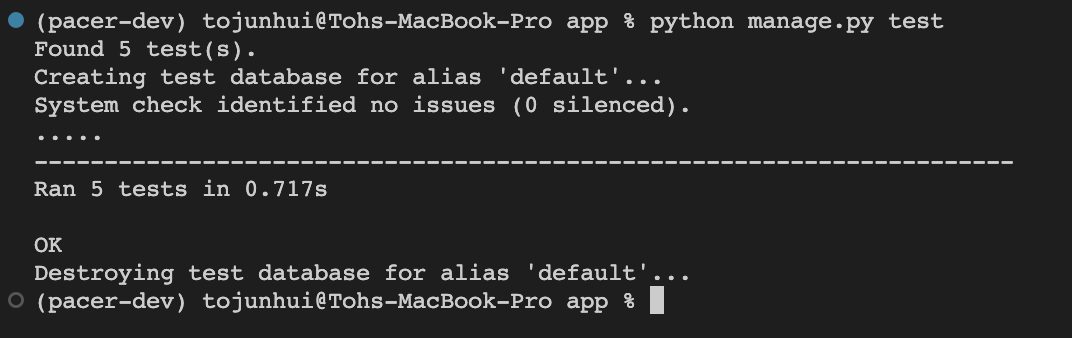 (pacer-dev) tojunhui@Tohs-MacBook-Pro app % python manage.py test
Found 5 test(s).
Creating test database for alias 'default'...
System check identified no issues (0 silenced).
.....
----------------------------------------------------------------------
Ran 5 tests in 0.717s

OK
Destroying test database for alias 'default'...
(pacer-dev) tojunhui@Tohs-MacBook-Pro app %